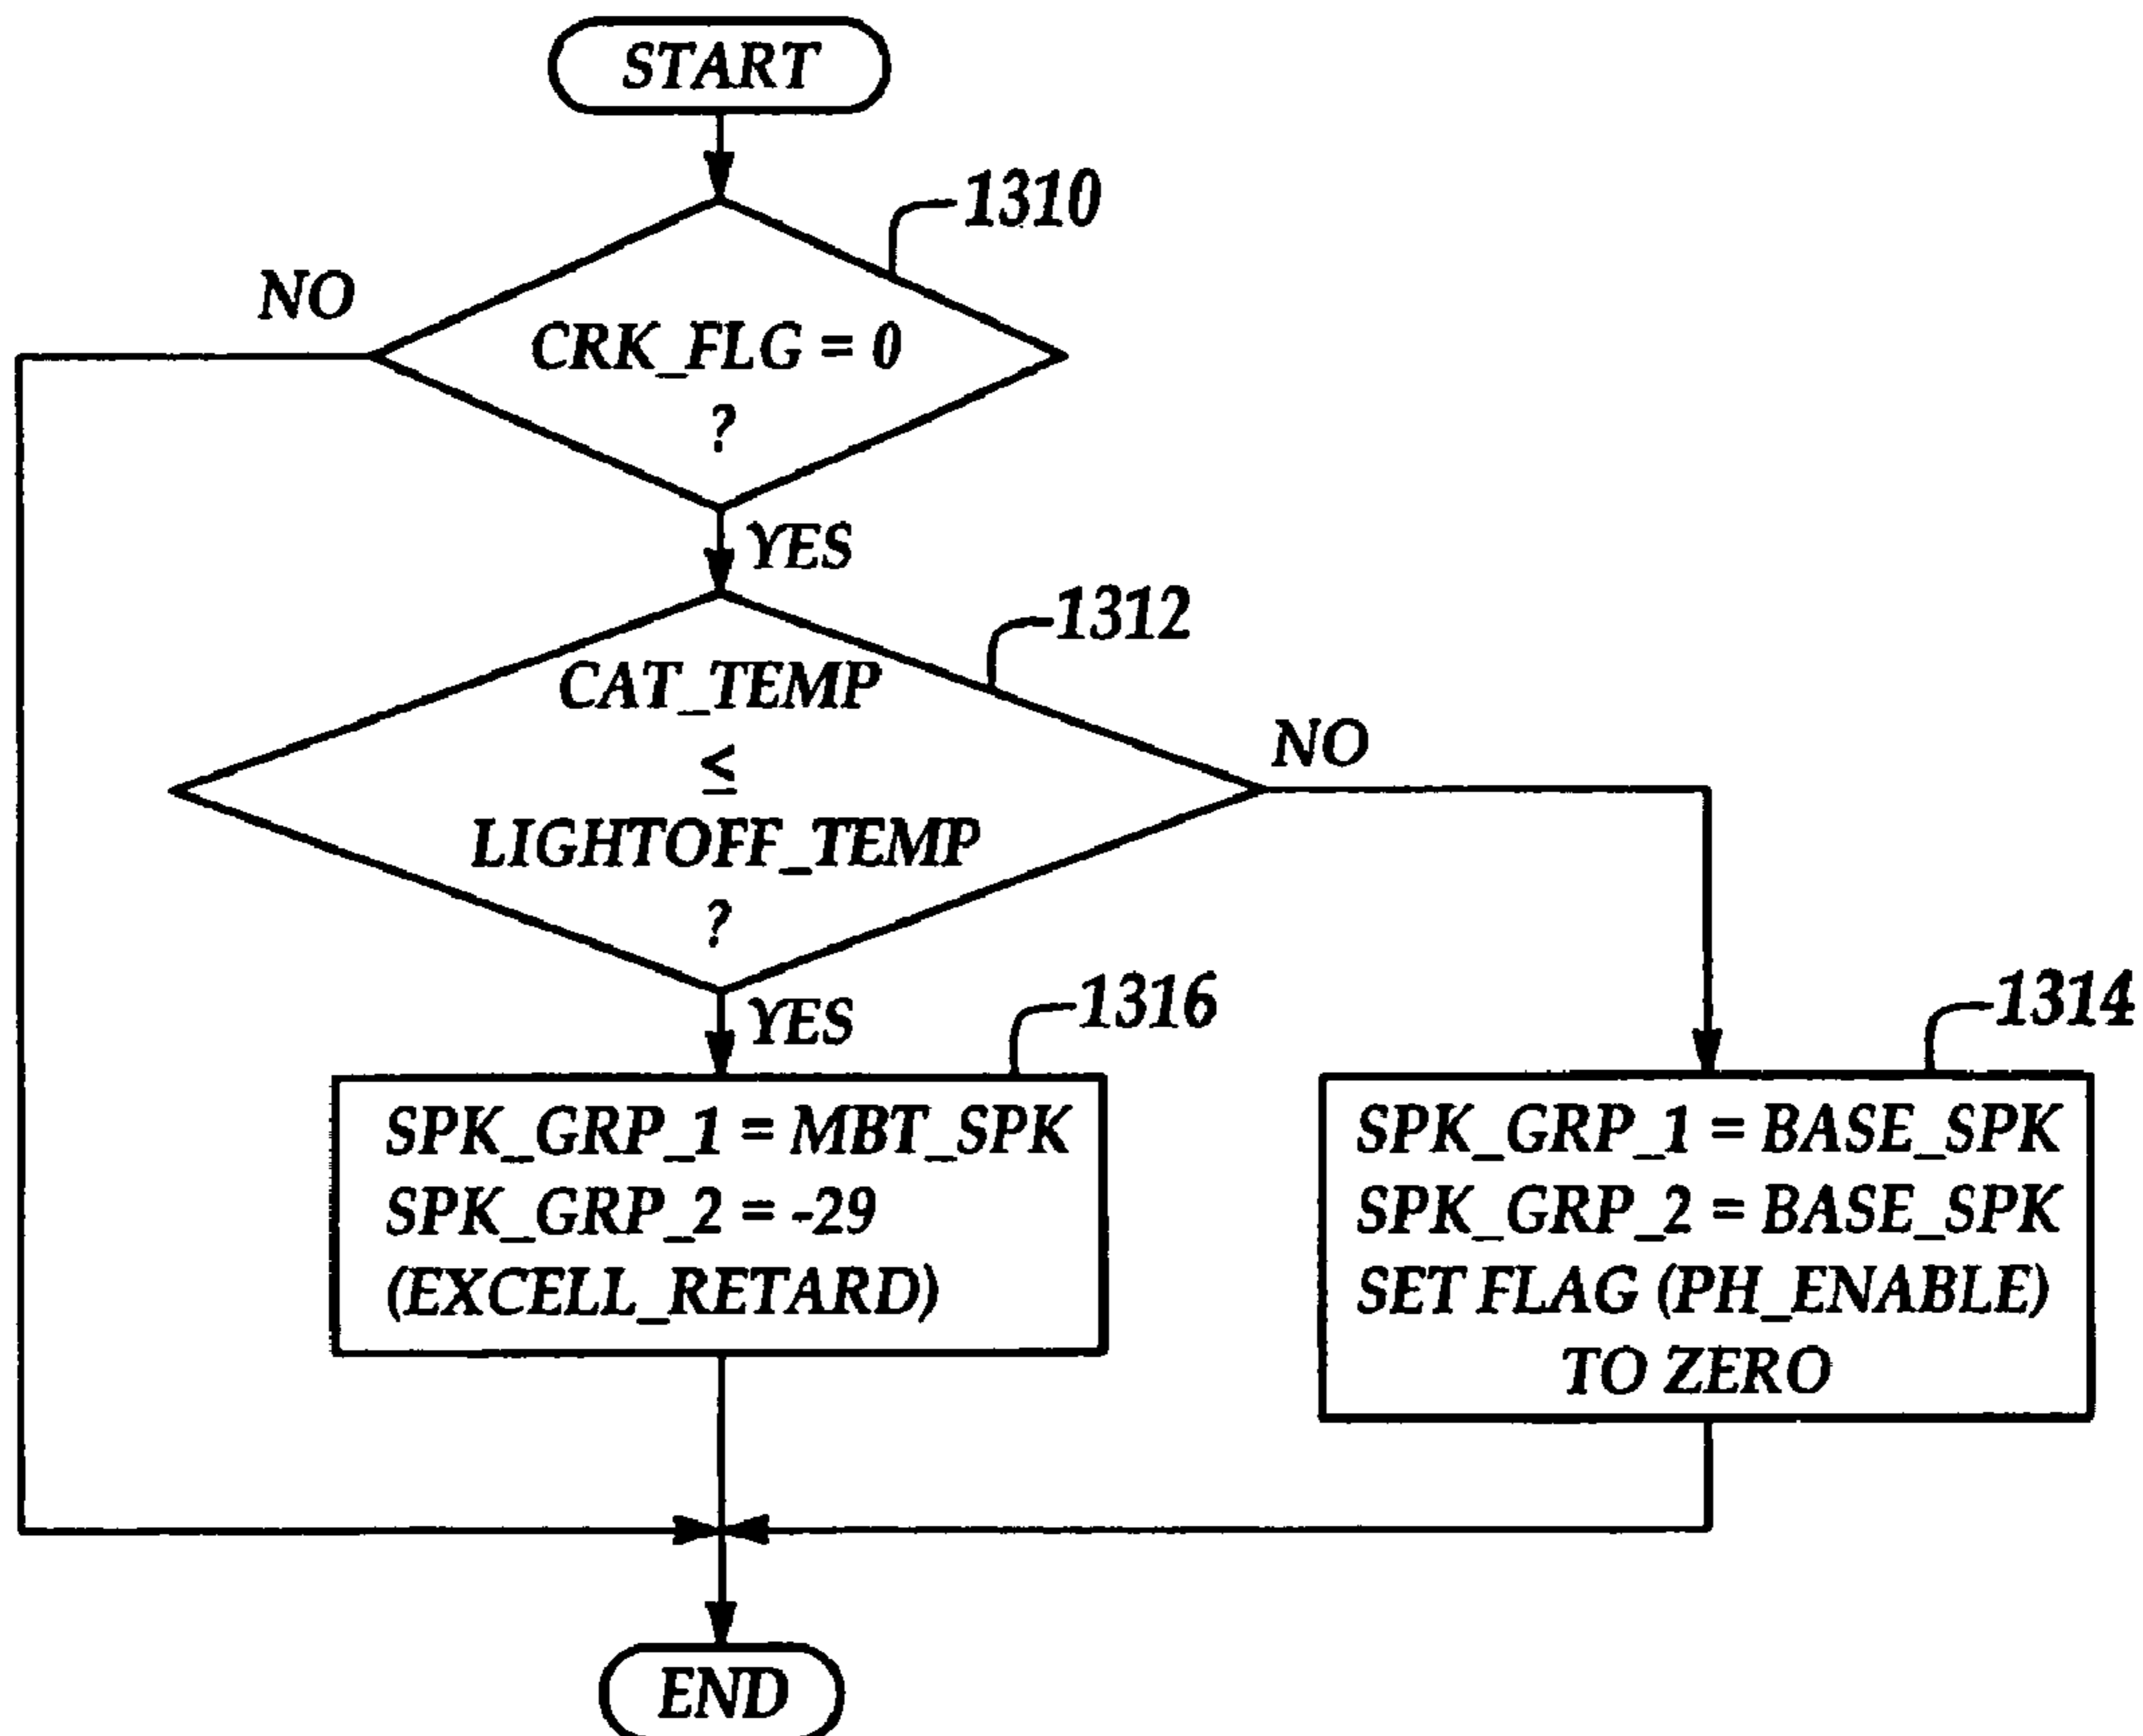 START
1310
NO
CRK_FLG = 0
?
YES
1312
CAT_TEMP
≤
LIGHTOFF_TEMP
?
NO
YES
1316
SPK_GRP_1 = MBT_SPK
SPK_GRP_2 = -29
(EXCELL_RETARD)
1314
SPK_GRP_1 = BASE_SPK
SPK_GRP_2 = BASE_SPK
SET FLAG (PH_ENABLE)
TO ZERO
END